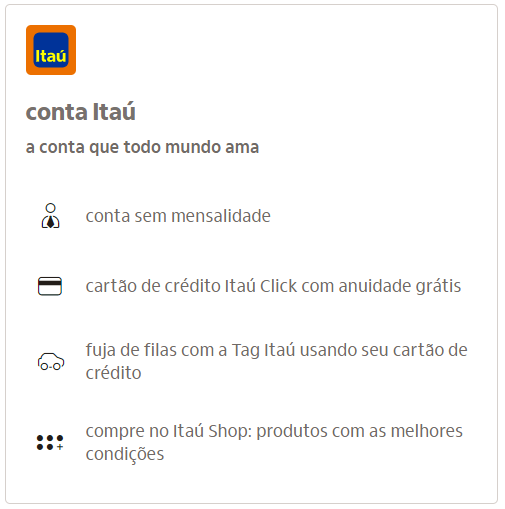 Itaú
conta Itaú
a conta que todo mundo ama
conta sem mensalidade
cartão de crédito Itaú Click com anuidade grátis
fuja de filas com a Tag Itaú usando seu cartão de
crédito
compre no Itaú Shop: produtos com as melhores
condições